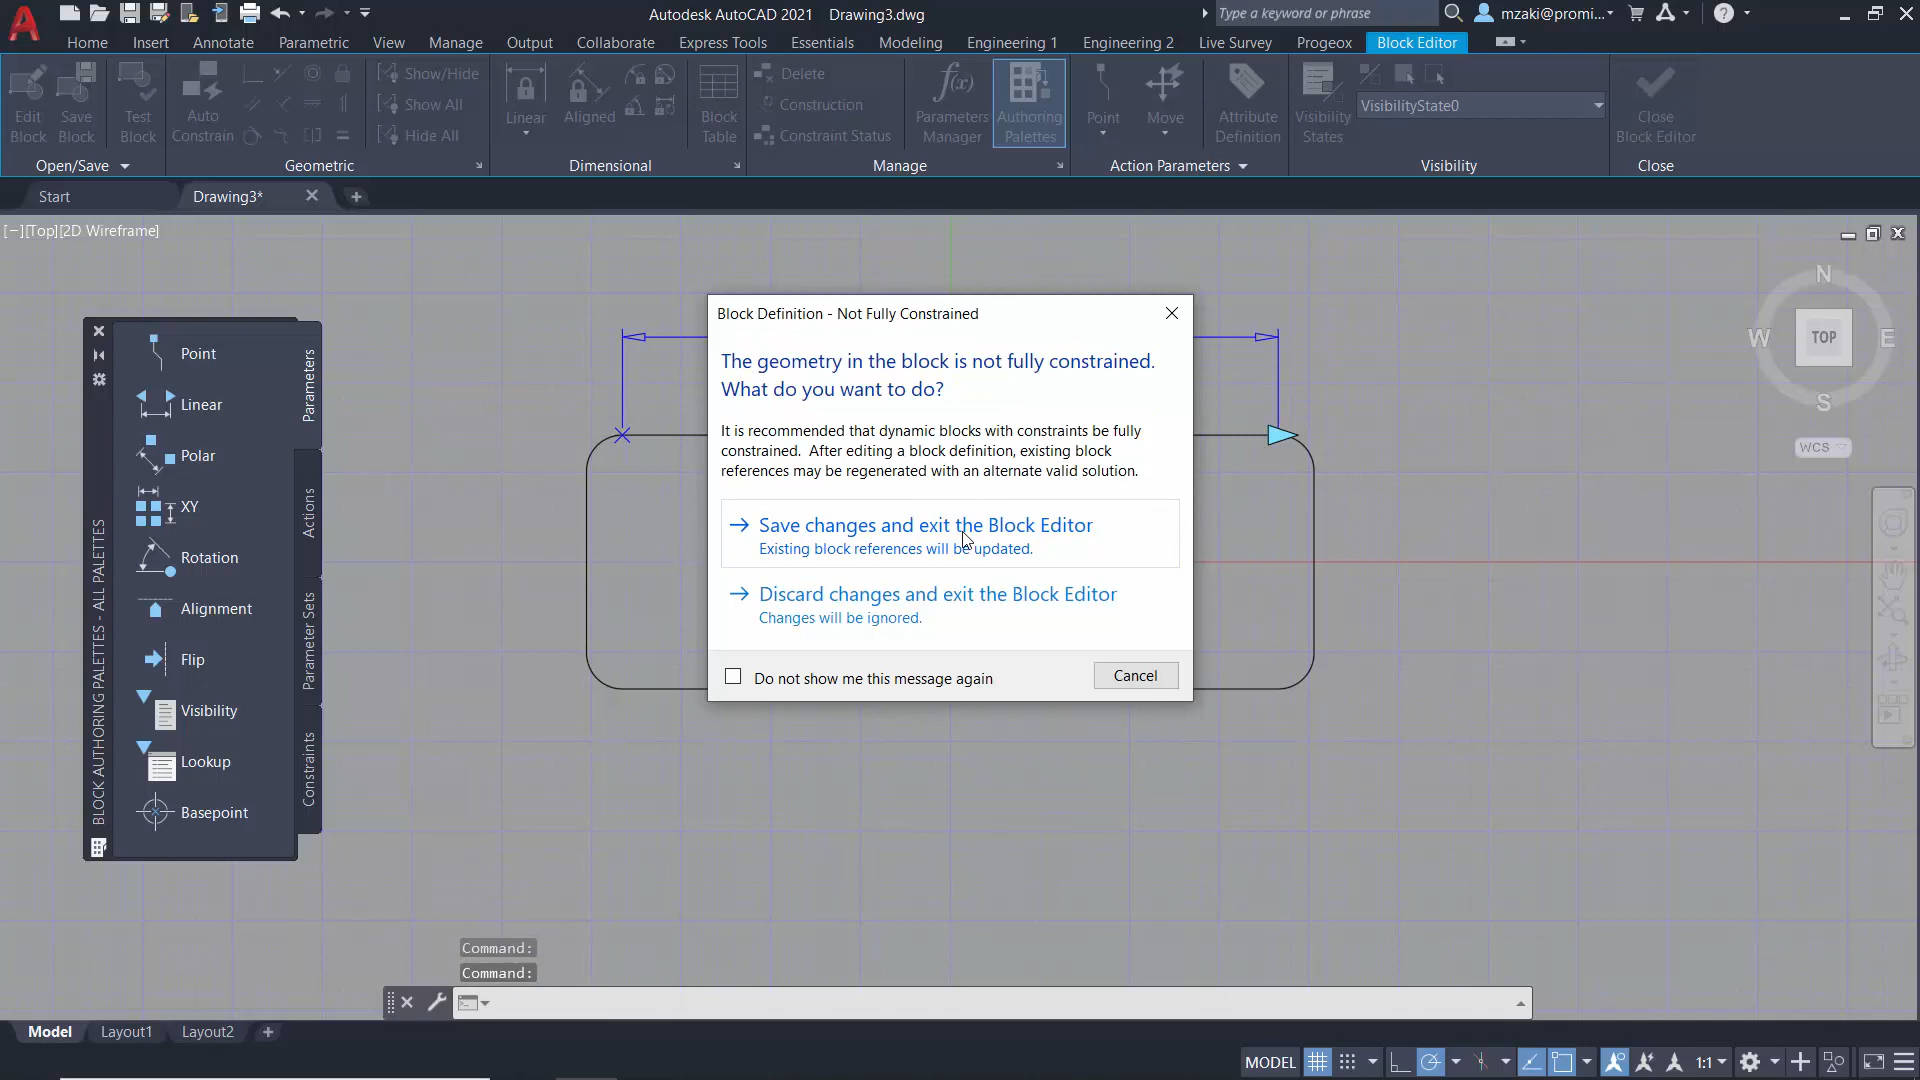 Autodesk AutoCAD 2021 Drawing3.dwg
Type a keyword or phrase
mzaki@promi...
Home Insert Annotate Parametric View Manage Output Collaborate Express Tools Essentials Modeling Engineering 1 Engineering 2 Live Survey Progeox Block Editor
Edit Block
Save Block
Test Block
Open/Save
Auto Constrain
Show/Hide
Show All
Hide All
Geometric
Linear
Aligned
Dimensional
Block Table
Delete
Construction
Constraint Status
Parameters Manager
Authoring Palettes
Manage
Point
Move
Action Parameters
Attribute Definition
Visibility States
VisibilityState0
Visibility
Close Block Editor
Close
Start
Drawing3*
[−][Top][2D Wireframe]
N
W
TOP
E
S
WCS
BLOCK AUTHORING PALETTES - ALL PALETTES
Point
Linear
Polar
XY
Rotation
Alignment
Flip
Visibility
Lookup
Basepoint
Parameters
Actions
Parameter Sets
Constraints
Block Definition - Not Fully Constrained
The geometry in the block is not fully constrained.
What do you want to do?
It is recommended that dynamic blocks with constraints be fully
constrained. After editing a block definition, existing block
references may be regenerated with an alternate valid solution.
Save changes and exit the Block Editor
Existing block references will be updated.
Discard changes and exit the Block Editor
Changes will be ignored.
Do not show me this message again
Cancel
Command:
Command:
Model
Layout1
Layout2
MODEL
1:1